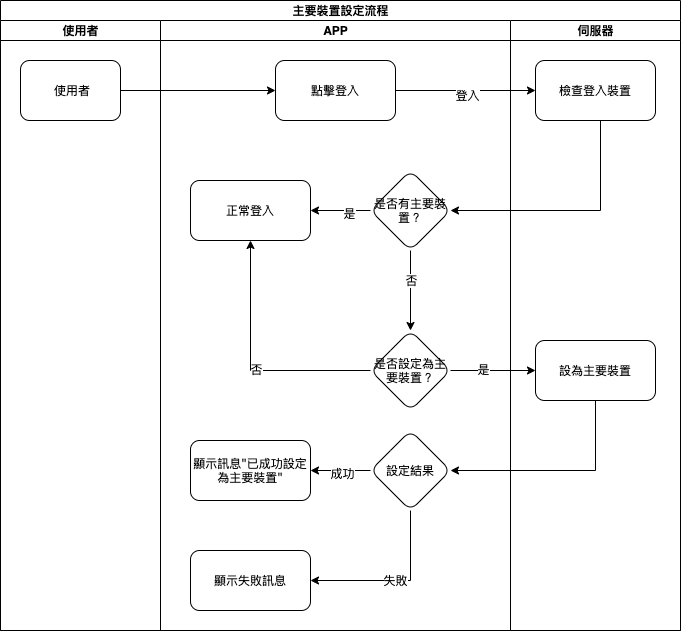 主要裝置設定流程
使用者
APP
伺服器
使用者
點擊登入
登入
檢查登入裝置
正常登入
是
是否有主要裝
置？
否
否
是否設定為主
要裝置？
是
設為主要裝置
顯示訊息"已成功設定
為主要裝置"
成功
設定結果
顯示失敗訊息
失敗